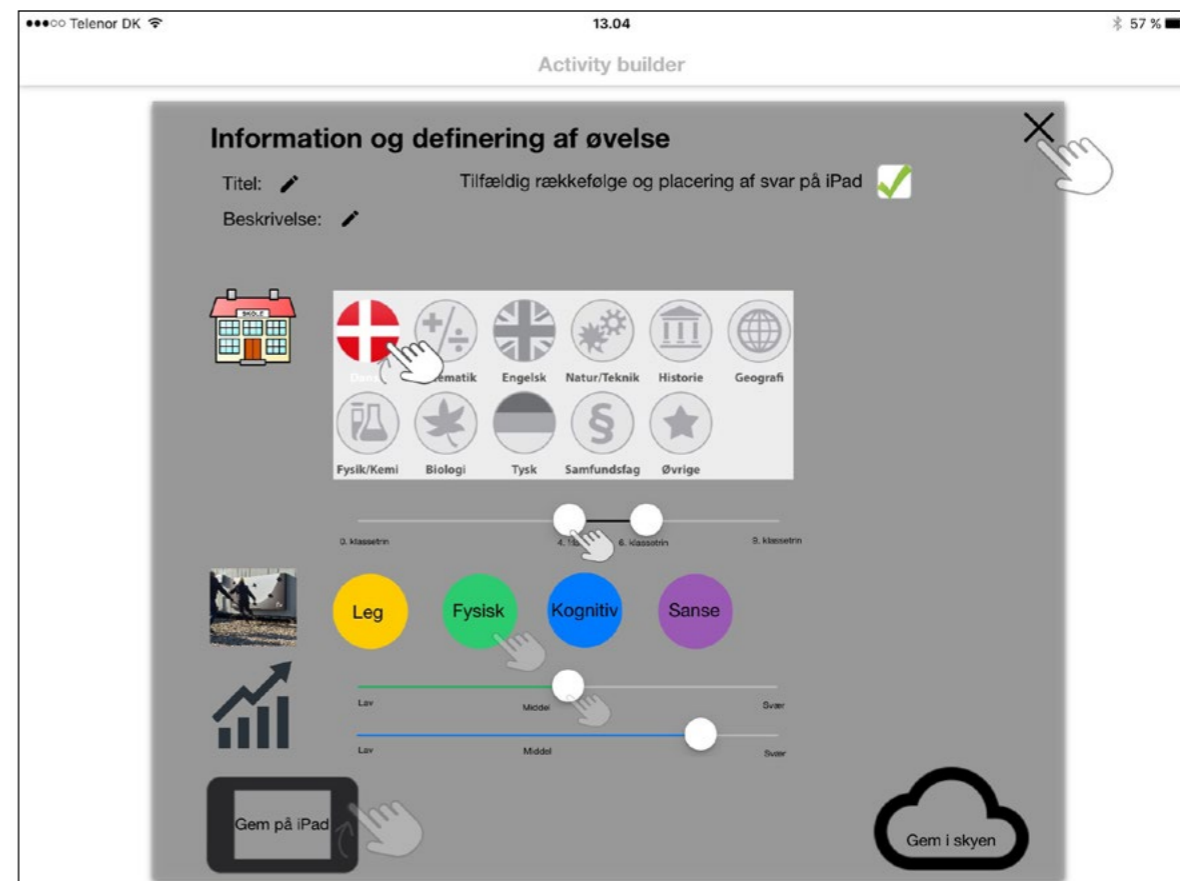 ●●●○○ Telenor DK 13.04 57 %
Activity builder
Information og definering af øvelse
Titel: Tilfældig rækkefølge og placering af svar på iPad
Beskrivelse:
SKOLE
Engelsk Natur/Teknik Historie Geografi
Fysik/Kemi Biologi Tysk Samfundsfag Øvrige
0. klassetrin 6. klassetrin 9. klassetrin
Leg Fysisk Kognitiv Sanse
Lav Middel Svær
Lav Middel Svær
Gem på iPad
Gem i skyen